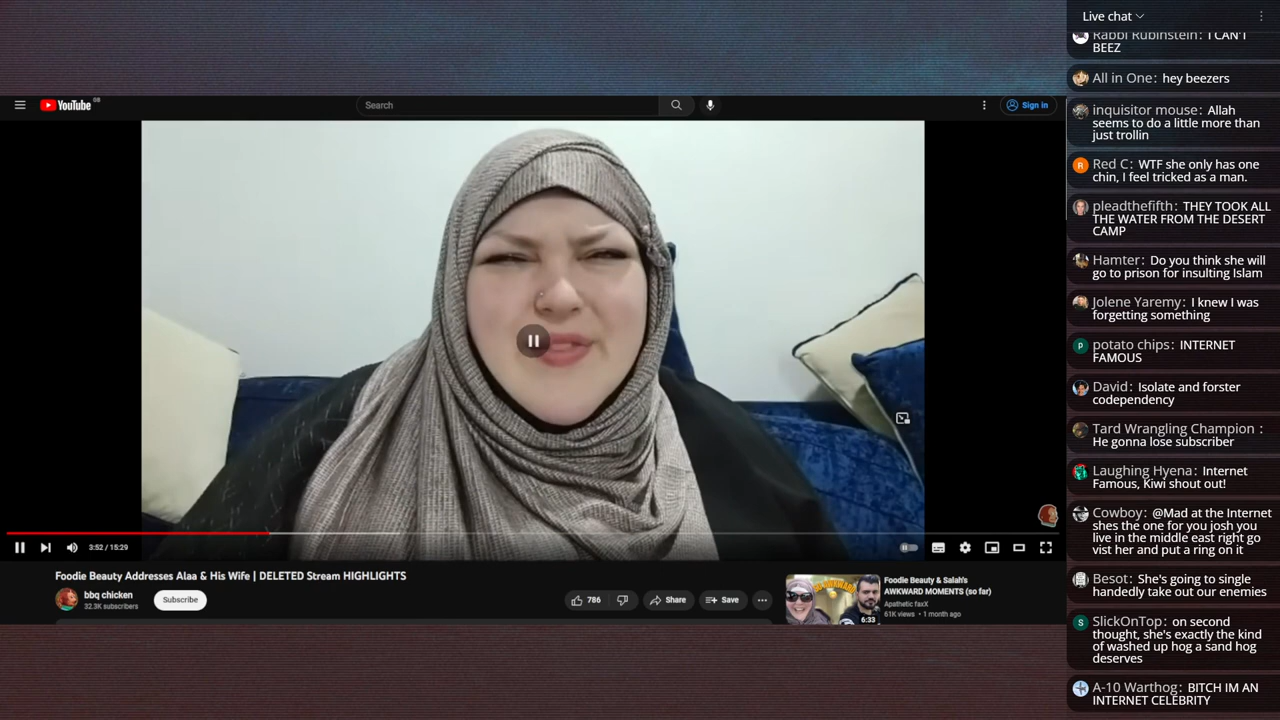 YouTube GB
Search
Sign in
3:52 / 15:29
Foodie Beauty Addresses Alaa & His Wife | DELETED Stream HIGHLIGHTS
bbq chicken
32.3K subscribers
Subscribe
786
Share
Save
6:33
Foodie Beauty & Salah's
AWKWARD MOMENTS (so far)
Apathetic faxX
61K views • 1 month ago
Live chat
Rabbi Rubinstein: I CAN'T
BEEZ
All in One: hey beezers
inquisitor mouse: Allah
seems to do a little more than
just trollin
Red C: WTF she only has one
chin, I feel tricked as a man.
pleadthefifth: THEY TOOK ALL
THE WATER FROM THE DESERT
CAMP
Hamter: Do you think she will
go to prison for insulting Islam
Jolene Yaremy: I knew I was
forgetting something
potato chips: INTERNET
FAMOUS
David: Isolate and forster
codependency
Tard Wrangling Champion :
He gonna lose subscriber
Laughing Hyena: Internet
Famous, Kiwi shout out!
Cowboy: @Mad at the Internet
shes the one for you josh you
live in the middle east right go
vist her and put a ring on it
Besot: She's going to single
handedly take out our enemies
SlickOnTop: on second
thought, she's exactly the kind
of washed up hog a sand hog
deserves
A-10 Warthog: BITCH IM AN
INTERNET CELEBRITY